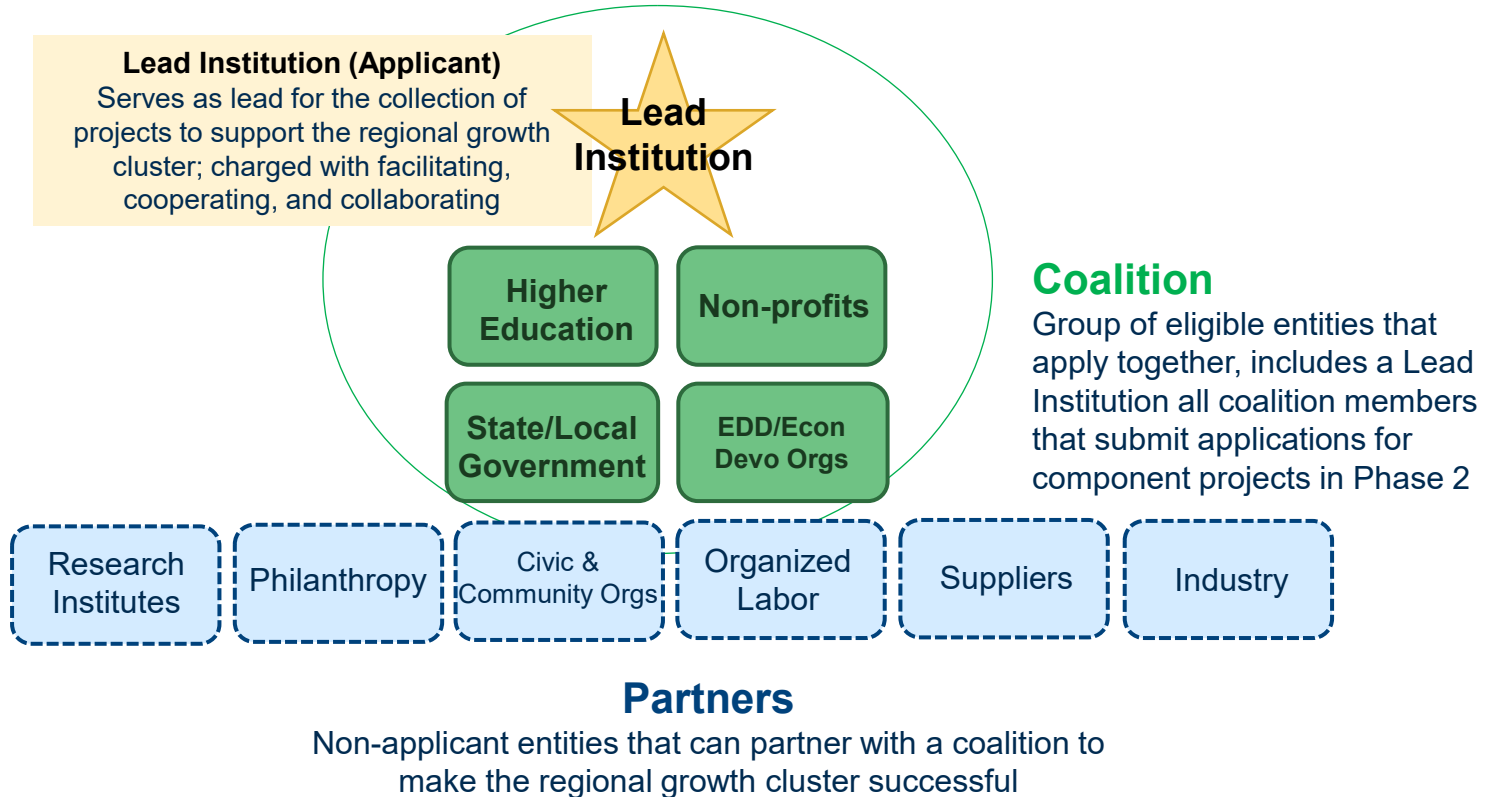 Lead Institution (Applicant)
Serves as lead for the collection of
projects to support the regional growth
cluster; charged with facilitating,
cooperating, and collaborating
Lead
Institution
Higher
Education
Non-profits
State/Local
Government
EDD/Econ
Devo Orgs
Coalition
Group of eligible entities that
apply together, includes a Lead
Institution all coalition members
that submit applications for
component projects in Phase 2
Research
Institutes
Philanthropy
Civic &
Community Orgs
Organized
Labor
Suppliers
Industry
Partners
Non-applicant entities that can partner with a coalition to
make the regional growth cluster successful